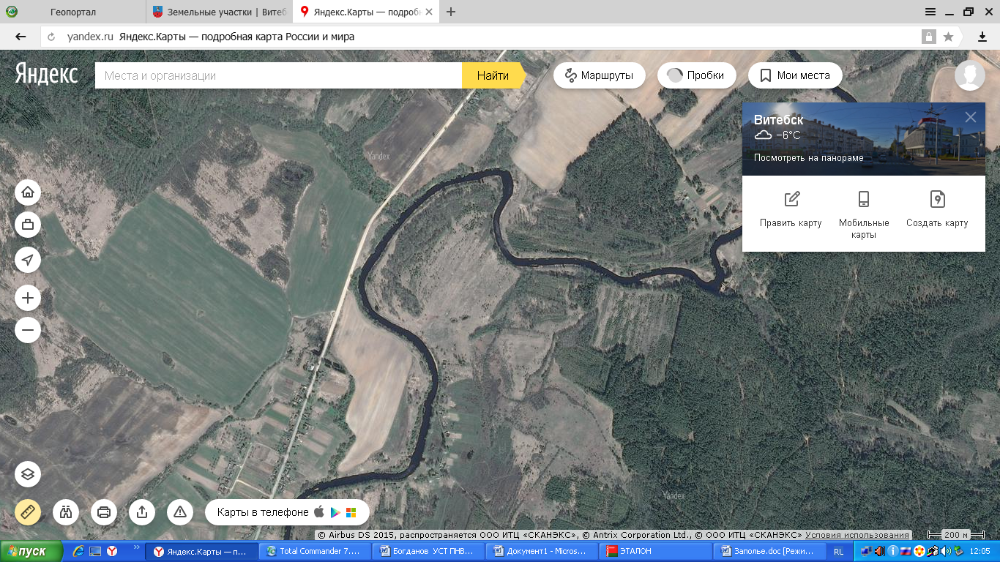 Геопортал
Земельные участки | Витеб
Яндекс.Карты — подробн
yandex.ru Яндекс.Карты — подробная карта России и мира
Яндекс
Места и организации
Найти
Маршруты
Пробки
Мои места
Витебск
−6°C
Посмотреть на панораме
Править карту
Мобильные
карты
Создать карту
Yandex
Yandex
Карты в телефоне
© Airbus DS 2015, распространяется ООО ИТЦ «СКАНЭКС», © Antrix Corporation Ltd., © ООО ИТЦ «СКАНЭКС» Условия использования
200 м
пуск
Яндекс.Карты — п...
Total Commander 7....
Богданов УСТ ПНВ...
Документ1 - Micros...
ЭТАЛОН
Заполье.doc [Режи...
RL
12:05